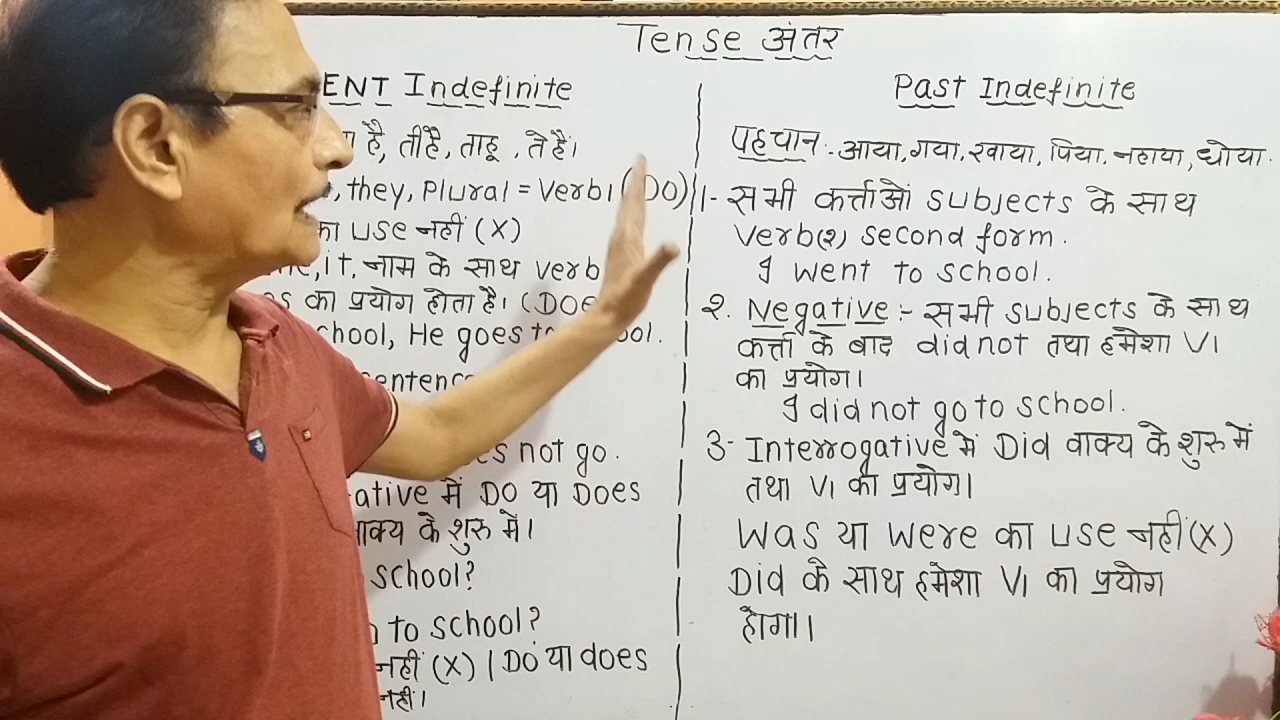 Tense अंतर
ENT Indefinite
है, ती है, ता हू, ते है।
they, Plural = Verb1 (DO)
का use नहीं (X)
it, नाम के साथ verb
का प्रयोग होता है। (DOE
hool, He goes to ool.
entenc
es not go.
ative में DO या Does
वाक्य के शुरु में।
School?
to school?
नहीं (X) | DO या does
नहीं।
Past Indefinite
पहचान - आया, गया, खाया, पिया, नहाया, धोया.
1- सभी कर्त्ताओं subjects के साथ
Verb(२) second form.
I went to school.
२. Negative :- सभी subjects के साथ
कर्त्ता के बाद did not तथा हमेशा V1
का प्रयोग।
I did not go to school.
3- Interrogative में Did वाक्य के शुरु में
तथा V1 का प्रयोग।
Was या Were का use नहीं (X)
Did के साथ हमेशा V1 का प्रयोग
होगा।